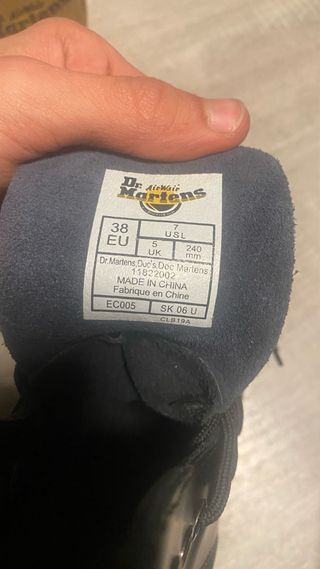 Dr.
AirWair
Martens
38
EU
7
USL
5
UK
240
mm
Dr.Martens,Doc's,Doc Martens
11822002
MADE IN CHINA
Fabriqué en Chine
EC005
SK 06 U
CLB19A